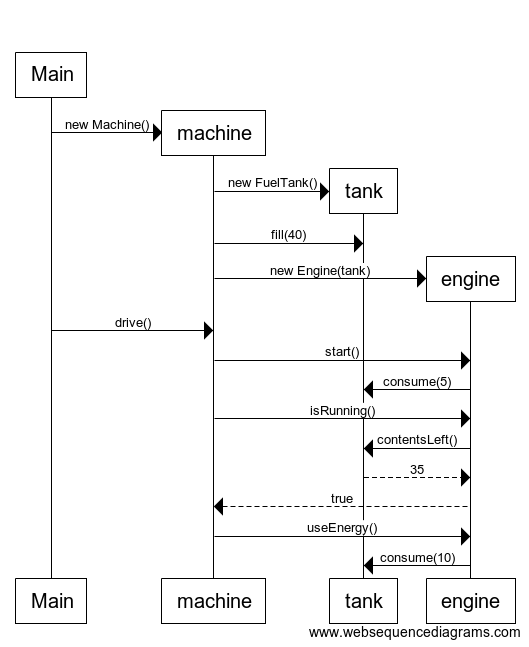 Main
new Machine()
machine
new FuelTank()
tank
fill(40)
new Engine(tank)
engine
drive()
start()
consume(5)
isRunning()
contentsLeft()
35
true
useEnergy()
consume(10)
Main
machine
tank
engine
www.websequencediagrams.com